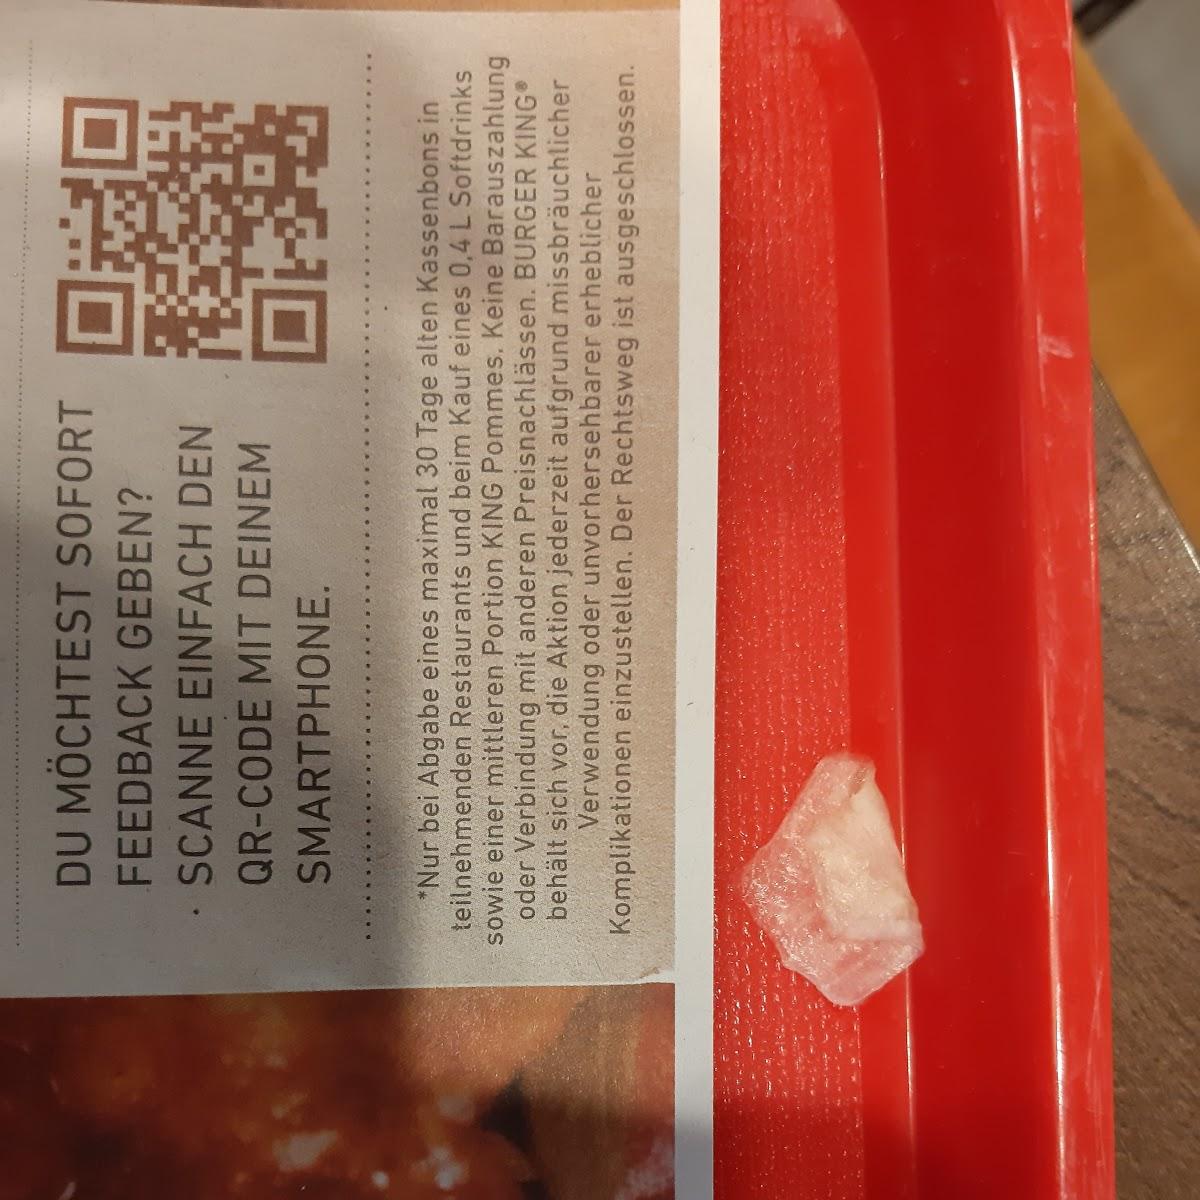 DU MÖCHTEST SOFORT
FEEDBACK GEBEN?
SCANNE EINFACH DEN
QR-CODE MIT DEINEM
SMARTPHONE.
*Nur bei Abgabe eines maximal 30 Tage alten Kassenbons in
teilnehmenden Restaurants und beim Kauf eines 0,4 L Softdrinks
sowie einer mittleren Portion KING Pommes. Keine Barauszahlung
oder Verbindung mit anderen Preisnachlässen. BURGER KING®
behält sich vor, die Aktion jederzeit aufgrund missbräuchlicher
Verwendung oder unvorhersehbarer erheblicher
Komplikationen einzustellen. Der Rechtsweg ist ausgeschlossen.